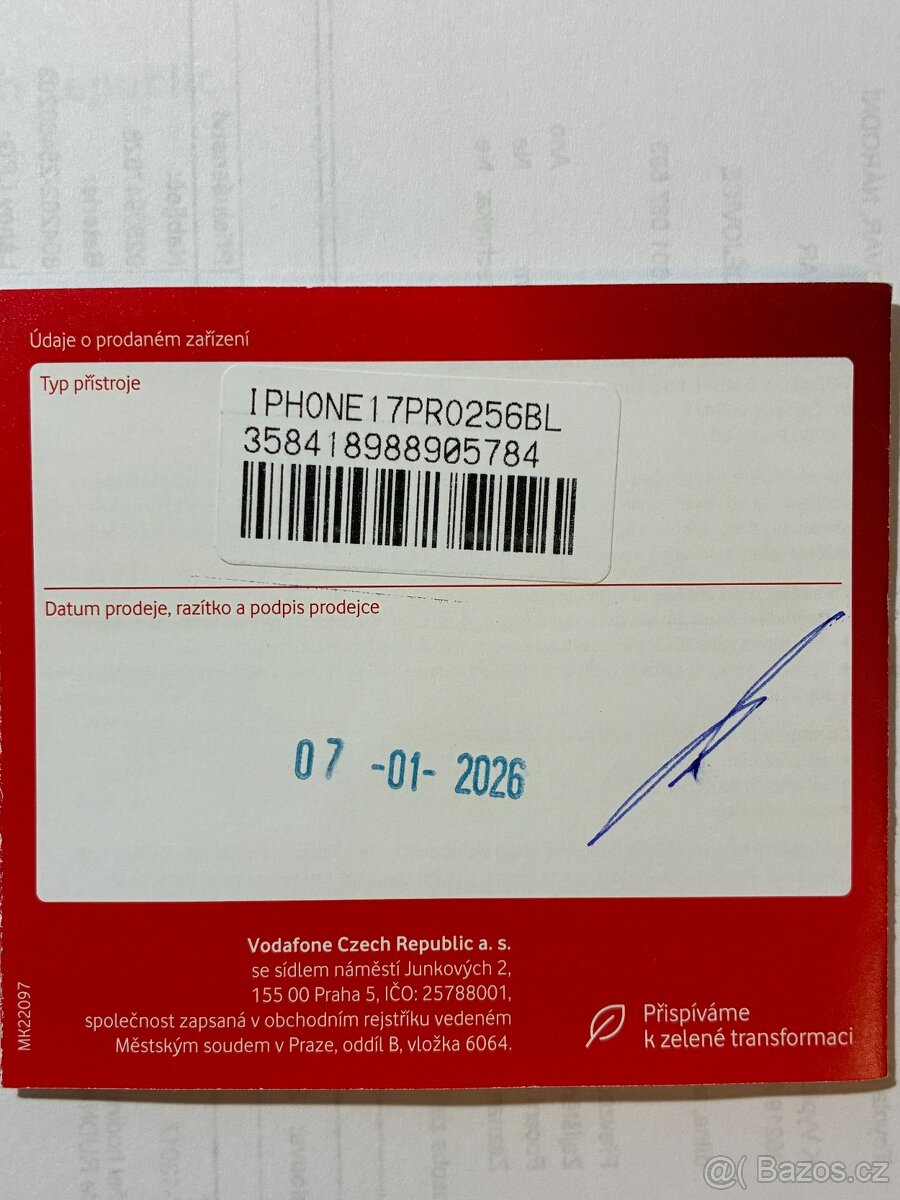 Údaje o prodaném zařízení
Typ přístroje
IPHONE17PRO256BL
358418988905784
Datum prodeje, razítko a podpis prodejce
07 -01- 2026
Vodafone Czech Republic a. s.
se sídlem náměstí Junkových 2,
155 00 Praha 5, IČO: 25788001,
společnost zapsaná v obchodním rejstříku vedeném
Městským soudem v Praze, oddíl B, vložka 6064.
MK22097
Přispíváme
k zelené transformaci
@( Bazos.cz